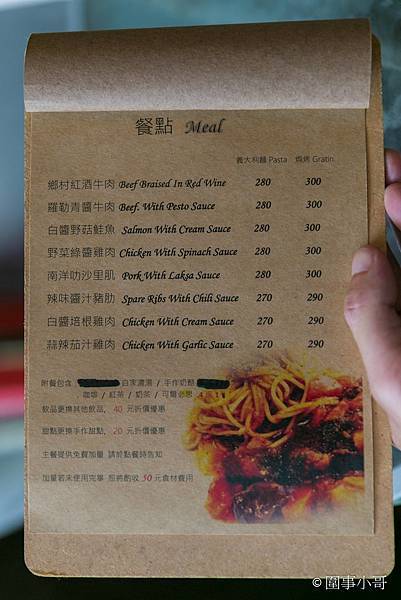 餐點 Meal
義大利麵 Pasta 焗烤 Gratin
鄉村紅酒牛肉 Beef Braised In Red Wine 280 300
羅勒青醬牛肉 Beef. With Pesto Sauce 280 300
白醬野菇鮭魚 Salmon With Cream Sauce 280 300
野菜綠醬雞肉 Chicken With Spinach Sauce 280 300
南洋叻沙里肌 Pork With Laksa Sauce 280 300
辣味醬汁豬肋 Spare Ribs With Chili Sauce 270 290
白醬培根雞肉 Chicken With Cream Sauce 270 290
蒜辣茄汁雞肉 Chicken With Garlic Sauce 270 290
附餐包含 自家濃湯 / 手作奶酪
咖啡 / 紅茶 / 奶茶 / 可爾必思
飲品更換其他飲品, 40 元折價優惠
甜點更換手作甜點, 20 元折價優惠
主餐提供免費加量 請於點餐時告知
加量若未使用完畢 恕將酌收 50 元食材費用
© 圍事小哥